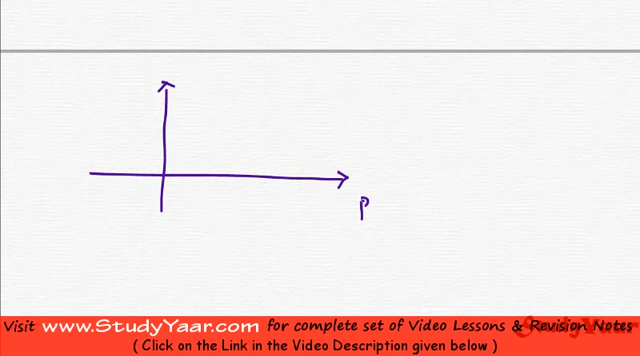 P
Visit www.StudyYaar.com for complete set of Video Lessons & Revision Notes
( Click on the Link in the Video Description given below )
StudyYaar